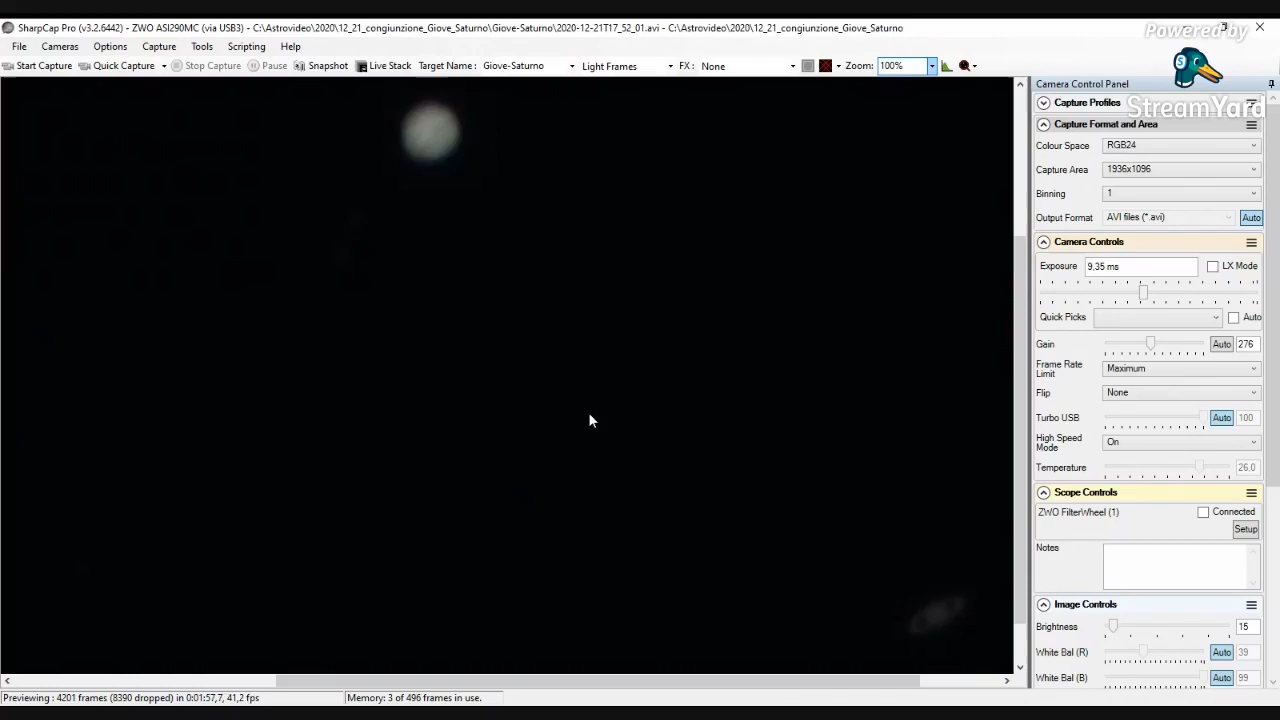 SharpCap Pro (v3.2.6442) - ZWO ASI290MC (via USB3) - C:\Astrovideo\2020\12_21_congiunzione_Giove_Saturno\Giove-Saturno\2020-12-21T17_52_01.avi - C:\Astrovideo\2020\12_21_congiunzione_Giove_Saturno
Powered by
File Cameras Options Capture Tools Scripting Help
Start Capture Quick Capture Stop Capture Pause Snapshot Live Stack Target Name: Giove-Saturno Light Frames FX: None Zoom: 100%
StreamYard
Camera Control Panel
Capture Profiles
Capture Format and Area
Colour Space RGB24
Capture Area 1936x1096
Binning 1
Output Format AVI files (*.avi) Auto
Camera Controls
Exposure 9,35 ms LX Mode
Quick Picks Auto
Gain Auto 276
Frame Rate Limit Maximum
Flip None
Turbo USB Auto 100
High Speed Mode On
Temperature 26,0
Scope Controls
ZWO FilterWheel (1) Connected
Setup
Notes
Image Controls
Brightness 15
White Bal (R) Auto 39
White Bal (B) Auto 99
Previewing : 4201 frames (8390 dropped) in 0:01:57,7, 41,2 fps Memory: 3 of 496 frames in use.